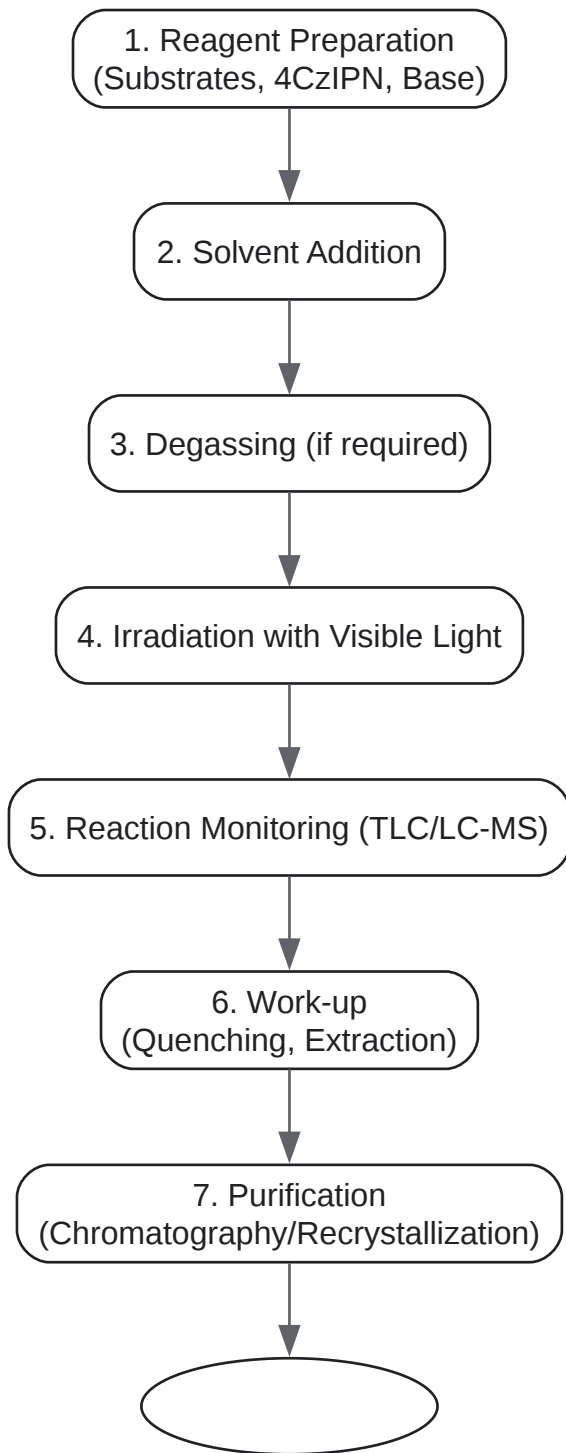 1. Reagent Preparation
(Substrates, 4CzIPN, Base)
2. Solvent Addition
3. Degassing (if required)
4. Irradiation with Visible Light
5. Reaction Monitoring (TLC/LC-MS)
6. Work-up
(Quenching, Extraction)
7. Purification
(Chromatography/Recrystallization)